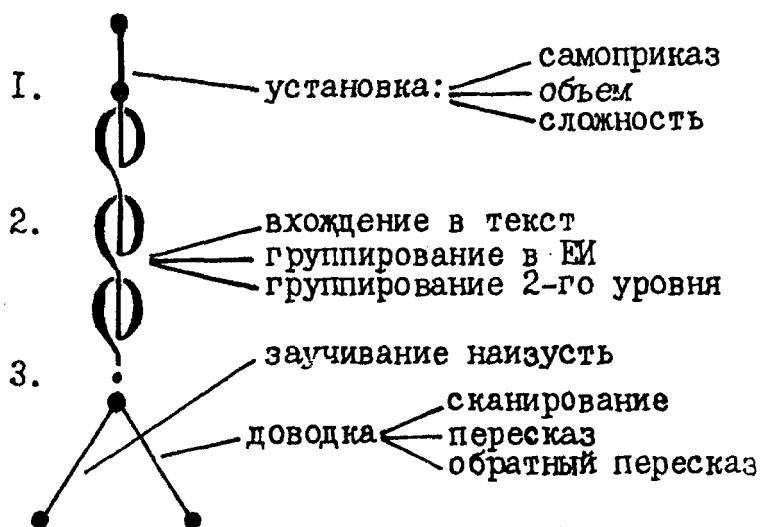 самоприказ
I. установка: объем
сложность
2. вхождение в текст
группирование в ЕИ
группирование 2-го уровня
заучивание наизусть
3.
сканирование
доводка пересказ
обратный пересказ